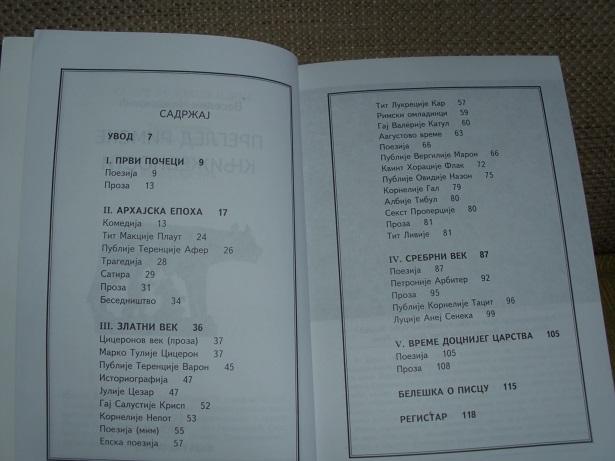 САДРЖАЈ
УВОД 7
I. ПРВИ ПОЧЕЦИ 9
Поезија 9
Проза 13
II. АРХАЈСКА ЕПОХА 17
Комедија 13
Тит Макције Плаут 24
Публије Теренције Афер 26
Трагедија 28
Сатира 29
Проза 31
Беседништво 34
III. ЗЛАТНИ ВЕК 36
Цицеронов век (проза) 37
Марко Тулије Цицерон 37
Публије Теренције Варон 45
Историографија 47
Јулије Цезар 47
Гај Салустије Крисп 52
Корнелије Непот 53
Поезија (мим) 55
Епска поезија 57
Тит Лукреције Кар 57
Римски омладинци 59
Гај Валерије Катул 60
Августово време 63
Поезија 66
Публије Вергилије Марон 66
Квинт Хорације Флак 72
Публије Овидије Назон 75
Корнелије Гал 79
Албије Тибул 80
Секст Проперције 80
Проза 81
Тит Ливије 81
IV. СРЕБРНИ ВЕК 87
Поезија 87
Петроније Арбитер 92
Проза 95
Публије Корнелије Тацит 96
Луције Анеј Сенека 99
V. ВРЕМЕ ДОЦНИЈЕГ ЦАРСТВА 105
Поезија 105
Проза 108
БЕЛЕШКА О ПИСЦУ 115
РЕГИСТАР 118